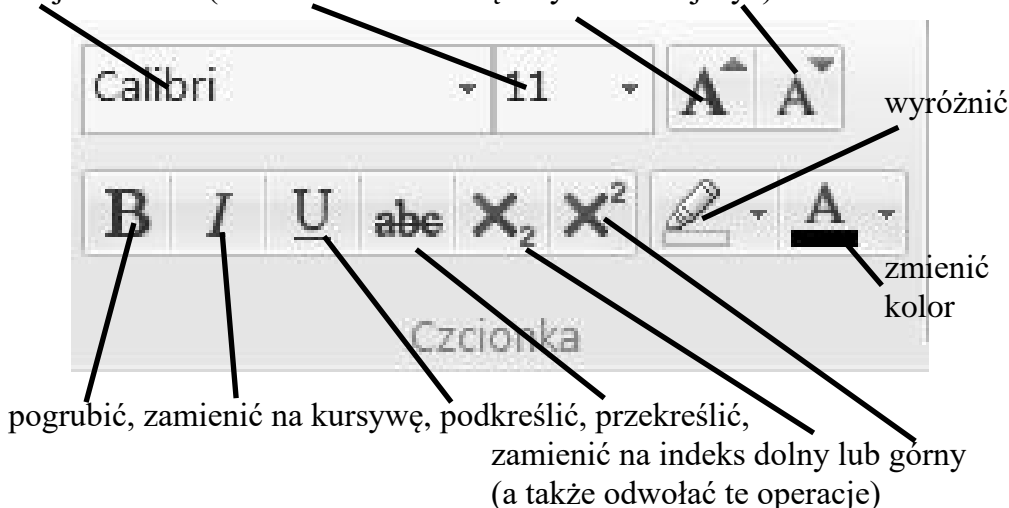 Calibri 11 A A
wyróżnić
B I U abc X₂ X²  A
zmienić
kolor
Czcionka
pogrubić, zamienić na kursywę, podkreślić, przekreślić,
zamienić na indeks dolny lub górny
(a także odwołać te operacje)